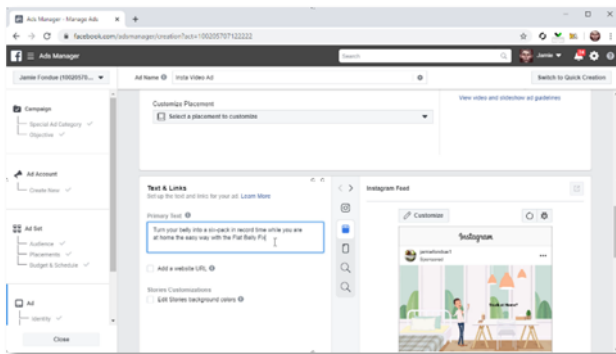 Ads Manager - Manage Ads
facebook.com/adsmanager/creation?act=100205707122222
Ads Manager
Search
Jamie
Jamie Fondue (10020570...
Ad Name
Insta Video Ad
Switch to Quick Creation
Campaign
Special Ad Category
Objective
Ad Account
Create New
Ad Set
Audience
Placements
Budget & Schedule
Ad
Identity
Close
Customize Placement
Select a placement to customize
View video and slideshow ad guidelines
Text & Links
Set up the text and links for your ad. Learn More
Primary Text
Turn your belly into a six-pack in record time while you are
at home the easy way with the Flat Belly Fix
Add a website URL
Stories Customizations
Edit Stories background colors
Instagram Feed
Customize
Instagram
jamiefondue1
Sponsored